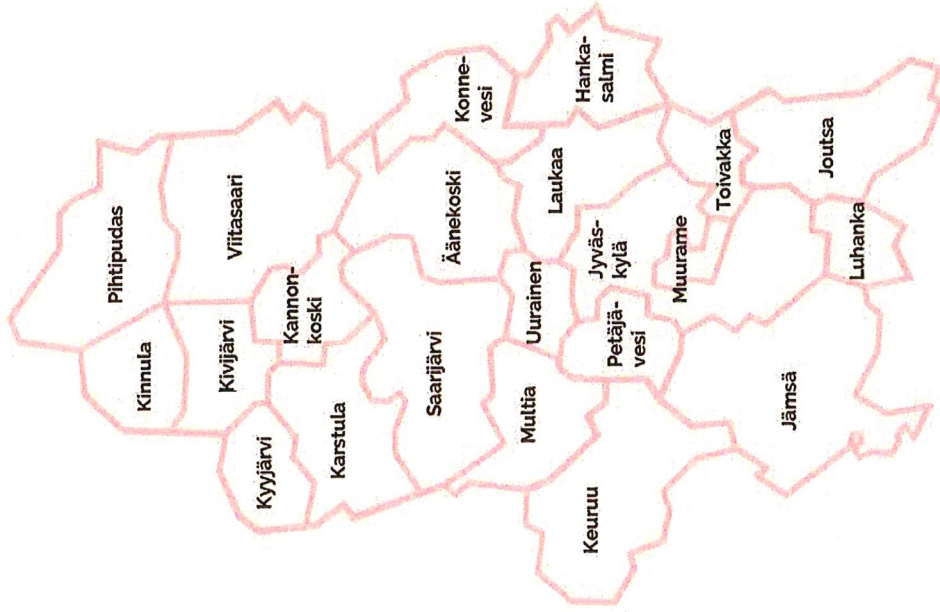 Pihtipudas
Kinnula
Viitasaari
Kivijärvi
Kannon-
koski
Kyyjärvi
Karstula
Saarijärvi
Äänekoski
Konne-
vesi
Multia
Uurainen
Laukaa
Hanka-
salmi
Keuruu
Petäjä-
vesi
Jyväs-
kylä
Muurame
Toivakka
Jämsä
Luhanka
Joutsa